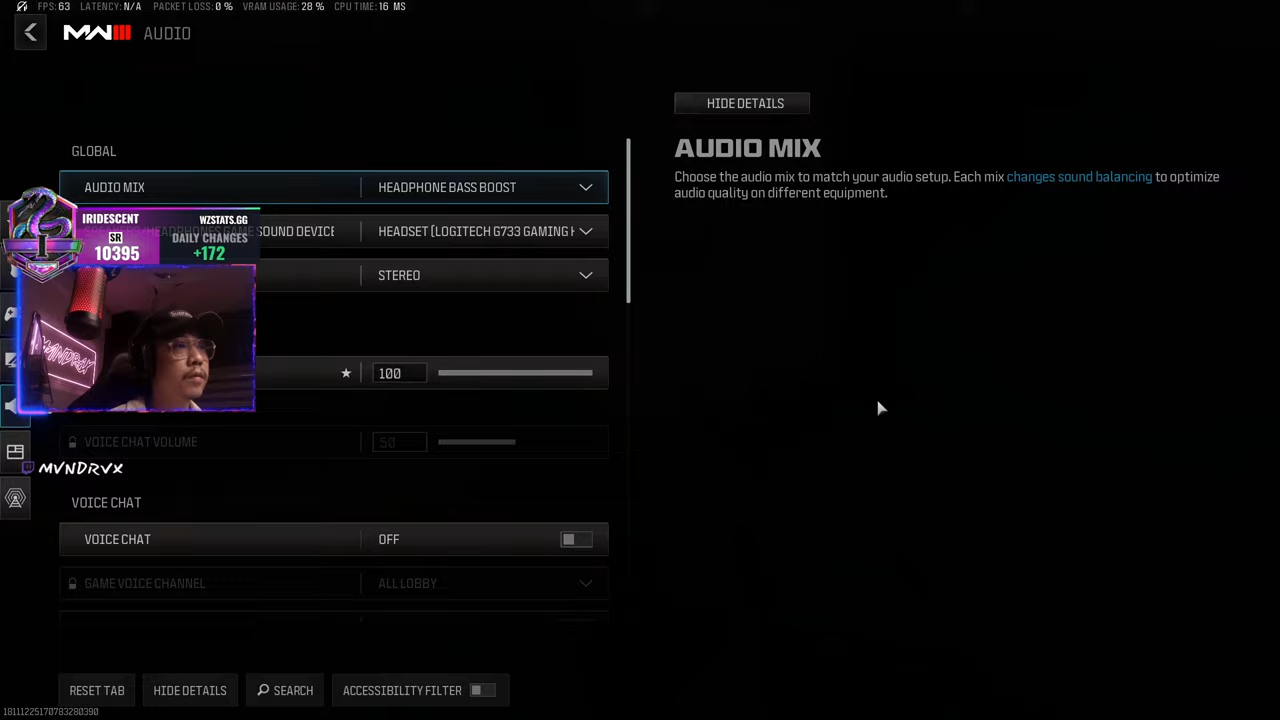 FPS: 63 LATENCY: N/A PACKET LOSS: 0 % VRAM USAGE: 28 % CPU TIME: 16 MS
MWIII AUDIO
HIDE DETAILS
AUDIO MIX
Choose the audio mix to match your audio setup. Each mix changes sound balancing to optimize
audio quality on different equipment.
GLOBAL
AUDIO MIX HEADPHONE BASS BOOST
GAME SOUND DEVICE HEADSET [LOGITECH G733 GAMING
STEREO
IRIDESCENT
SR
10395
WZSTATS.GG
DAILY CHANGES
+172
100
VOICE CHAT VOLUME 50
MVNDRVX
VOICE CHAT
VOICE CHAT OFF
GAME VOICE CHANNEL ALL LOBBY
RESET TAB HIDE DETAILS SEARCH ACCESSIBILITY FILTER